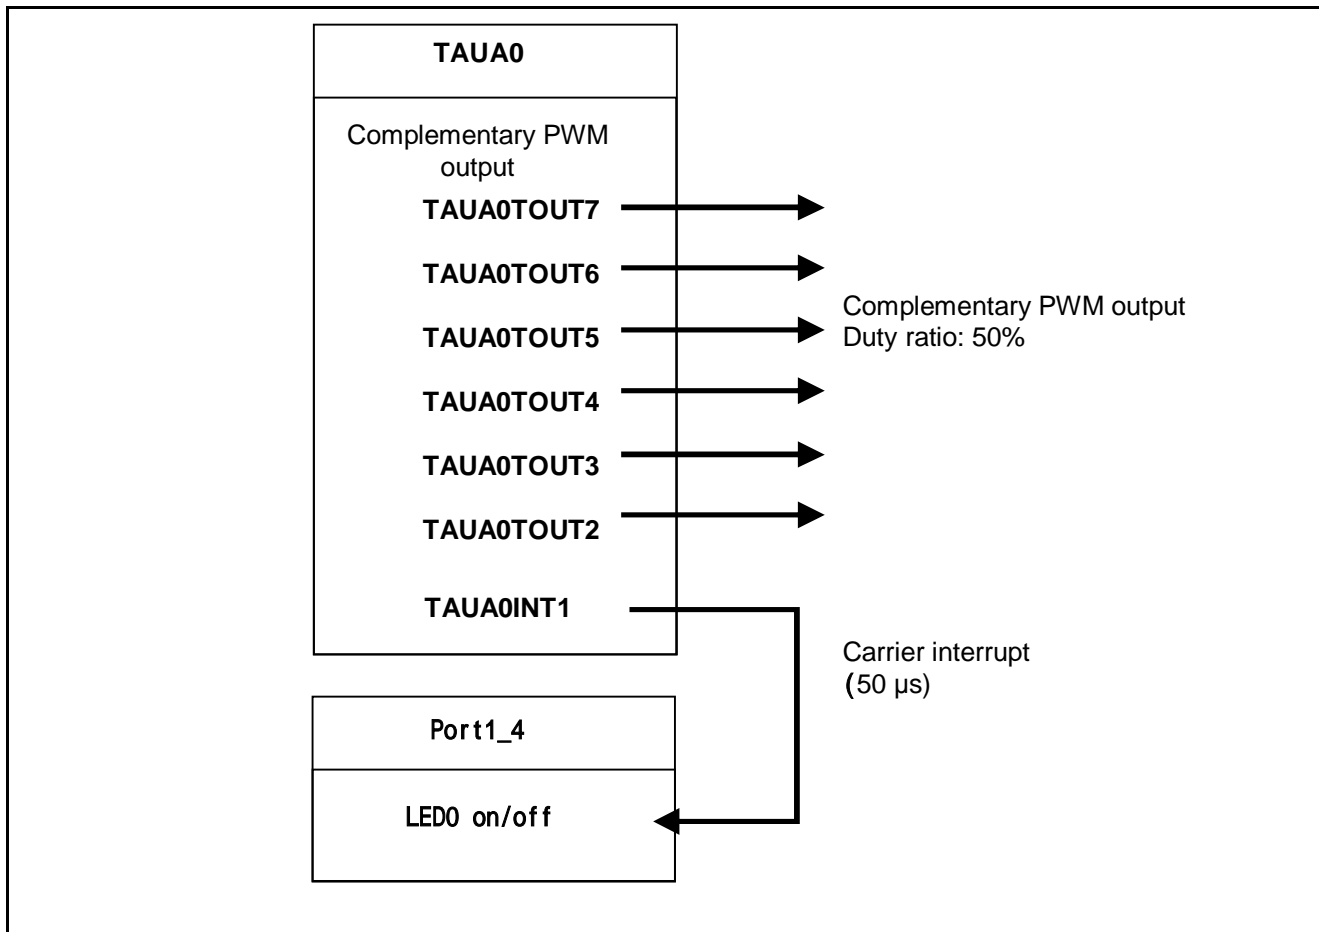 TAUA0
Complementary PWM
output
TAUA0TOUT7
TAUA0TOUT6
TAUA0TOUT5
TAUA0TOUT4
TAUA0TOUT3
TAUA0TOUT2
TAUA0INT1
Complementary PWM output
Duty ratio: 50%
Carrier interrupt
(50 µs)
Port1_4
LED0 on/off